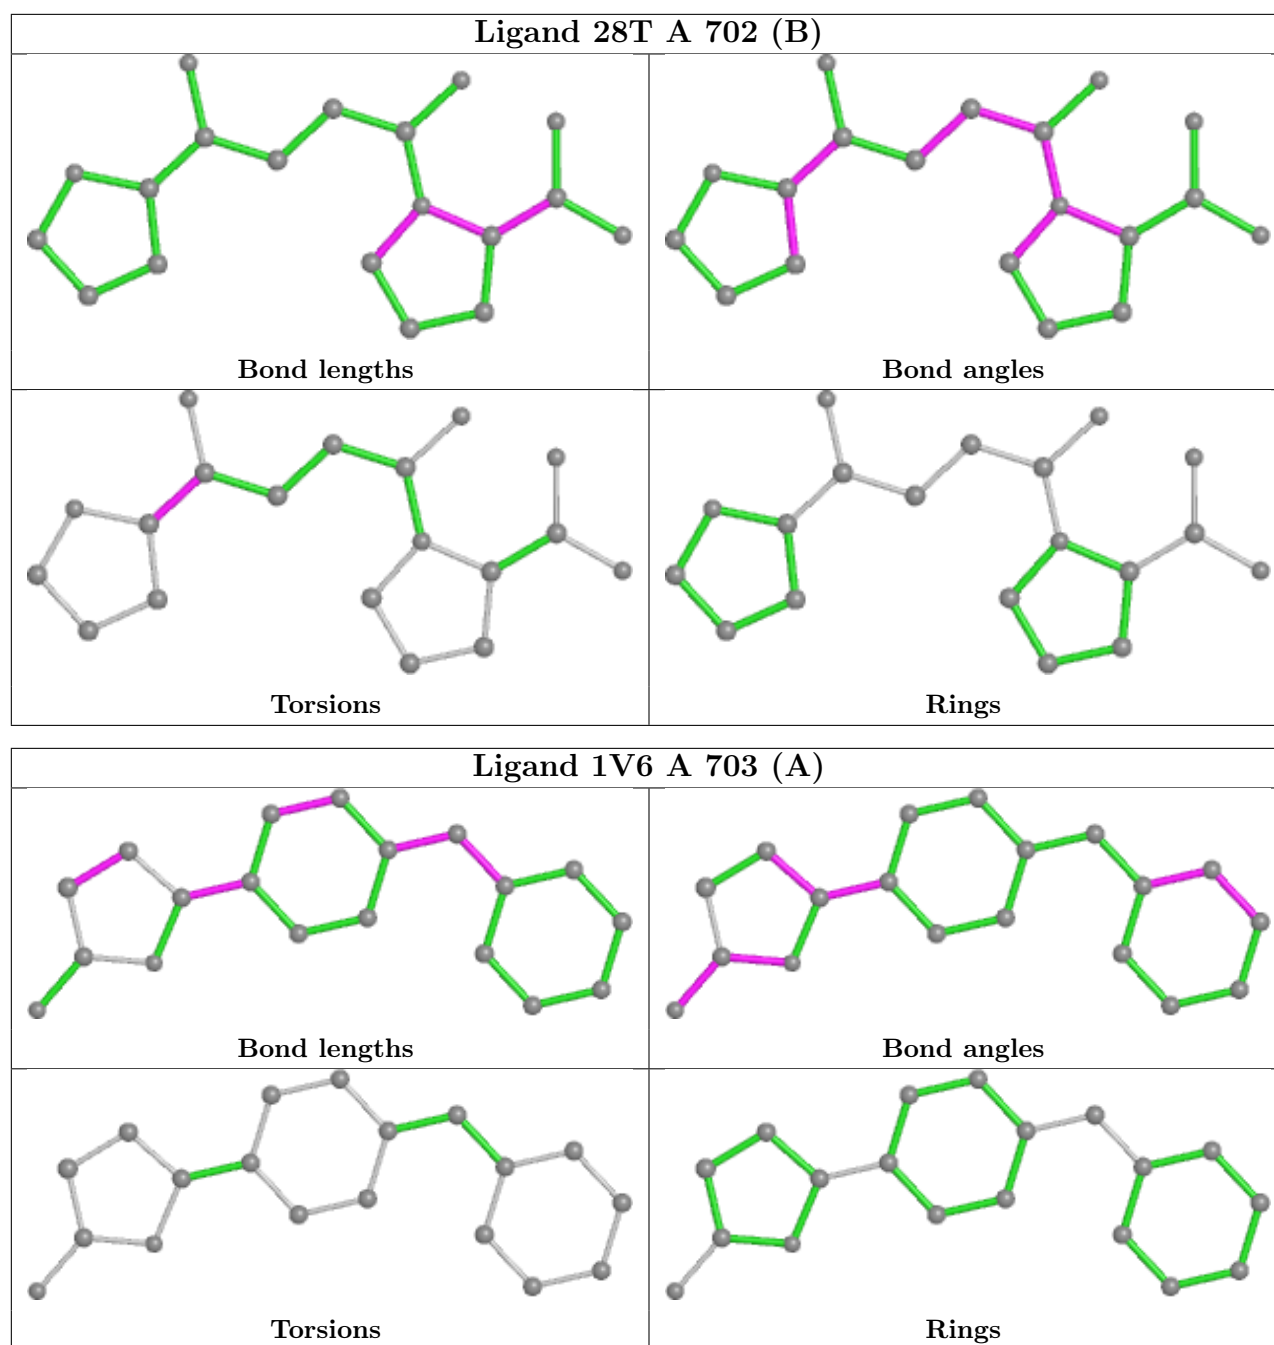 Ligand 28T A 702 (B)
Bond lengths
Bond angles
Torsions
Rings
Ligand 1V6 A 703 (A)
Bond lengths
Bond angles
Torsions
Rings